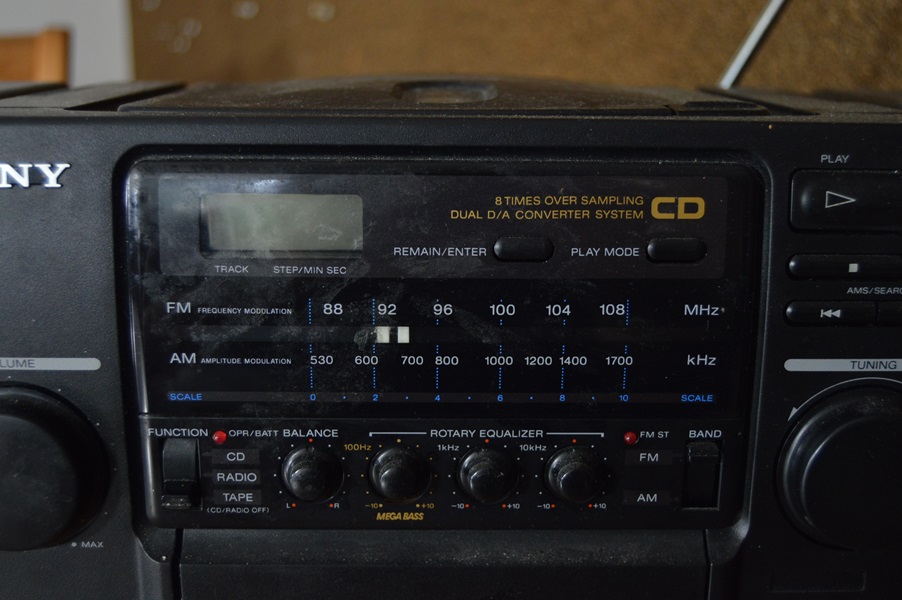 NY
PLAY
8 TIMES OVER SAMPLING
DUAL D/A CONVERTER SYSTEM CD
REMAIN/ENTER PLAY MODE
TRACK STEP/MIN SEC
AMS/SEARC
FM FREQUENCY MODULATION 88 92 96 100 104 108 MHz
AM AMPLITUDE MODULATION 530 600 700 800 1000 1200 1400 1700 kHz
LUME
TUNING
SCALE 0 2 4 6 8 10 SCALE
FUNCTION OPR/BATT BALANCE ROTARY EQUALIZER FM ST BAND
100Hz 1kHz 10kHz
CD
FM
RADIO
TAPE
AM
(CD/RADIO OFF)
L R -10 +10 -10 +10 -10 +10
MEGA BASS
MAX